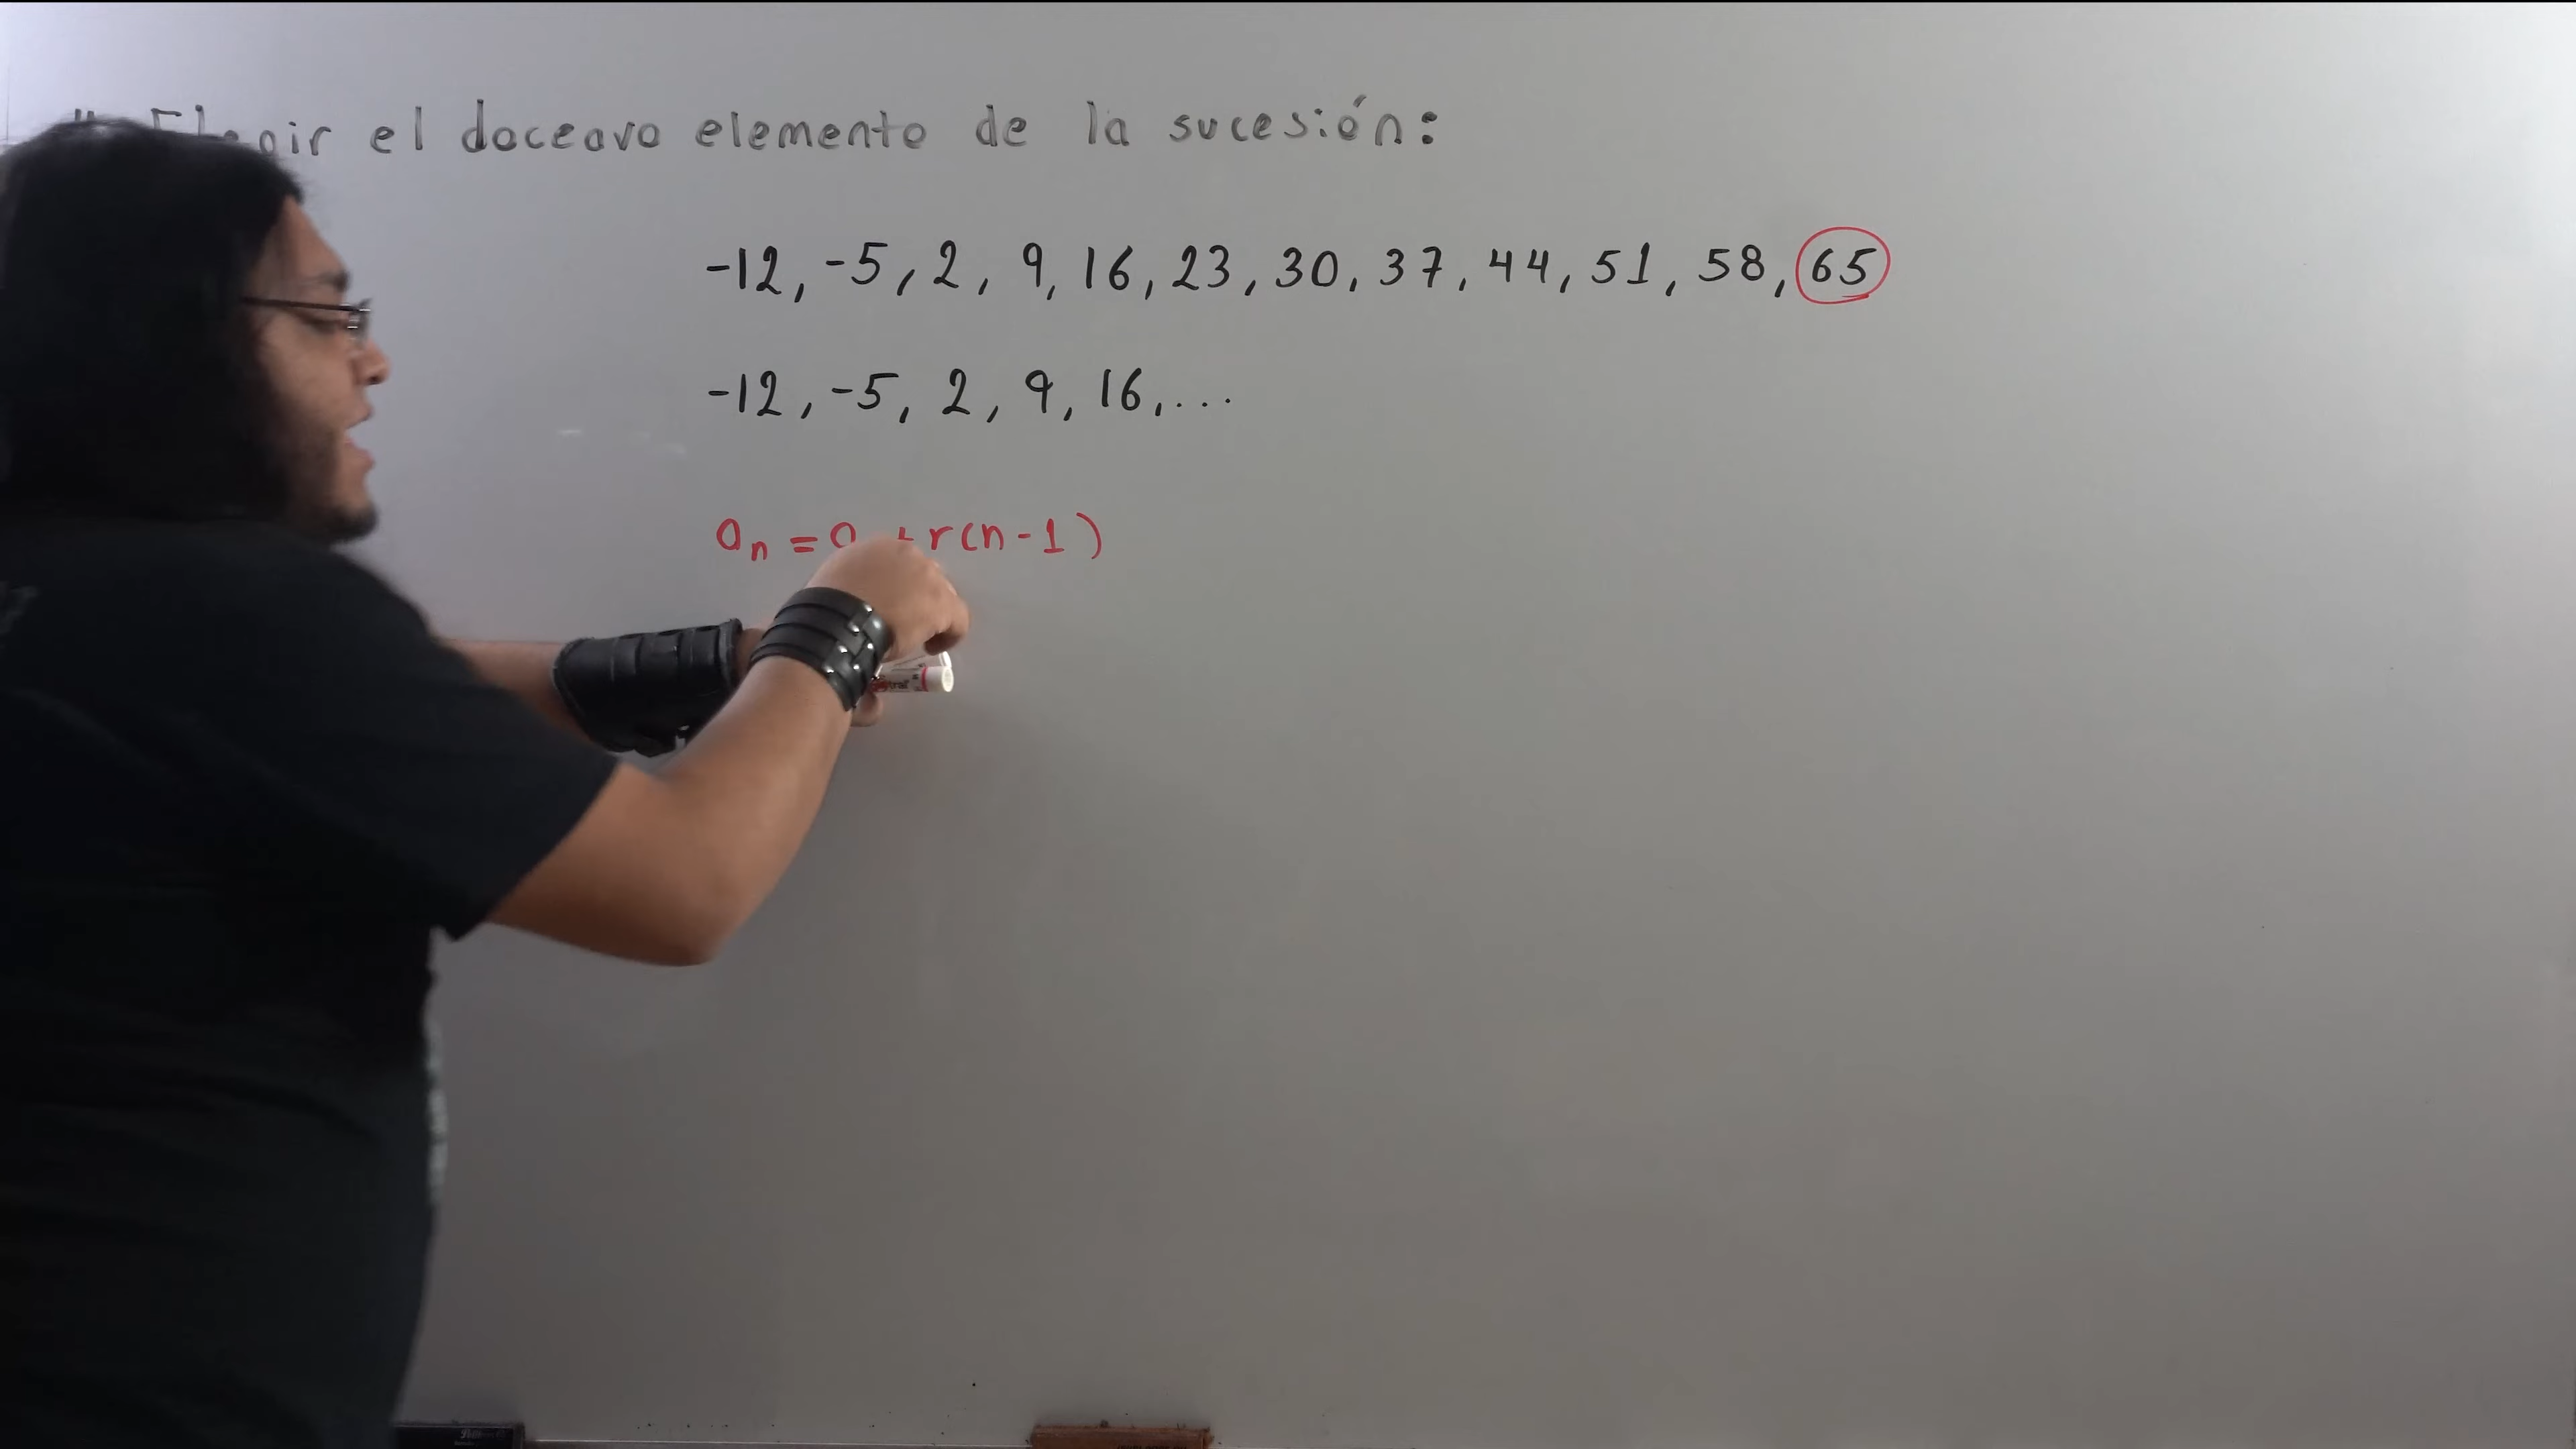 el doceavo elemento de la sucesión:
-12, -5, 2, 9, 16, 23, 30, 37, 44, 51, 58, 65
-12, -5, 2, 9, 16, ...
an = a + r(n-1)